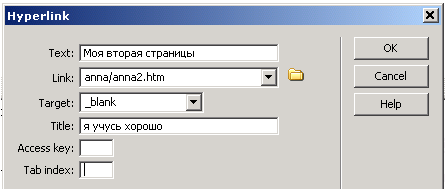 Hyperlink
Text: Моя вторая страницы OK
Link: anna/anna2.htm Cancel
Target: _blank Help
Title: я учусь хорошо
Access key:
Tab index: